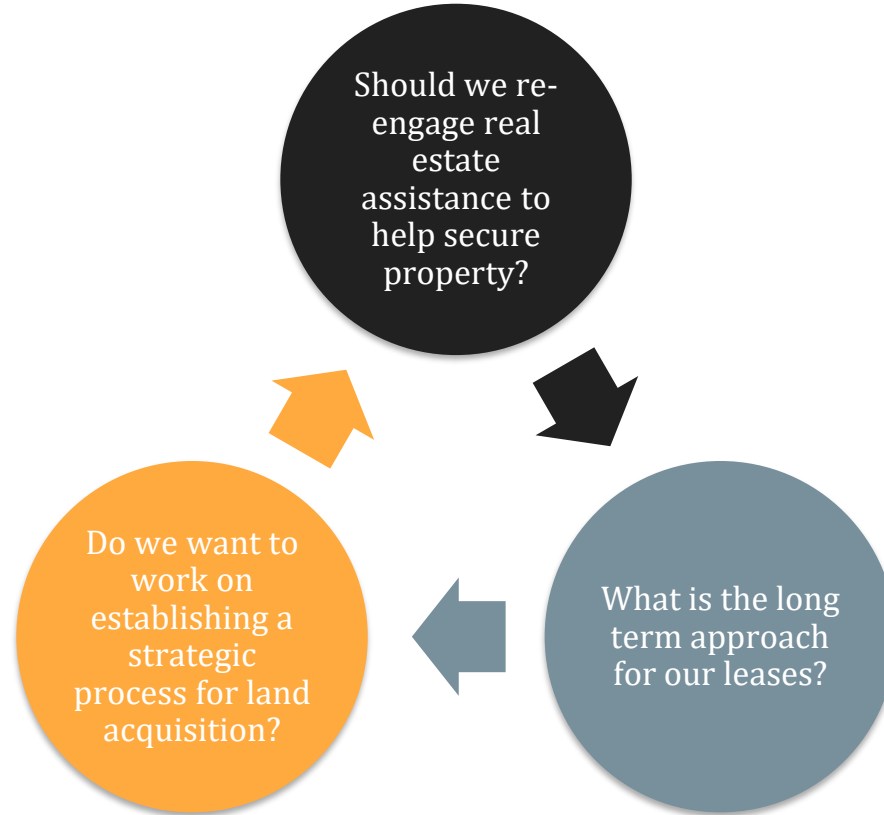 Should we re-
engage real
estate
assistance to
help secure
property?
What is the long
term approach
for our leases?
Do we want to
work on
establishing a
strategic
process for land
acquisition?